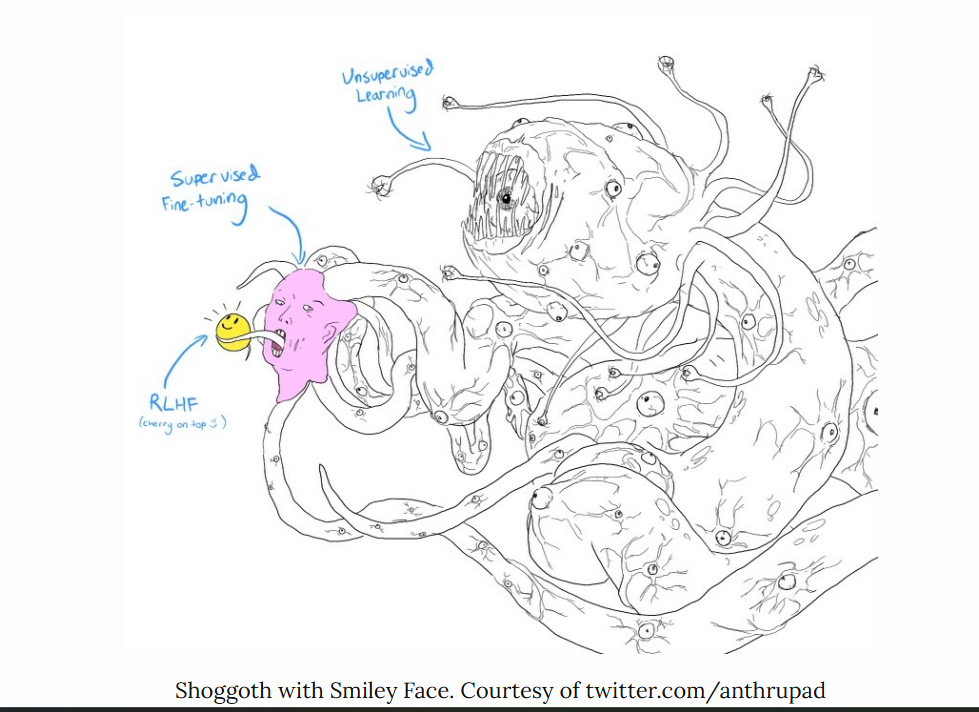 Unsupervised
Learning
Supervised
Fine-tuning
RLHF
(cherry on top ☺)
Shoggoth with Smiley Face. Courtesy of twitter.com/anthrupad